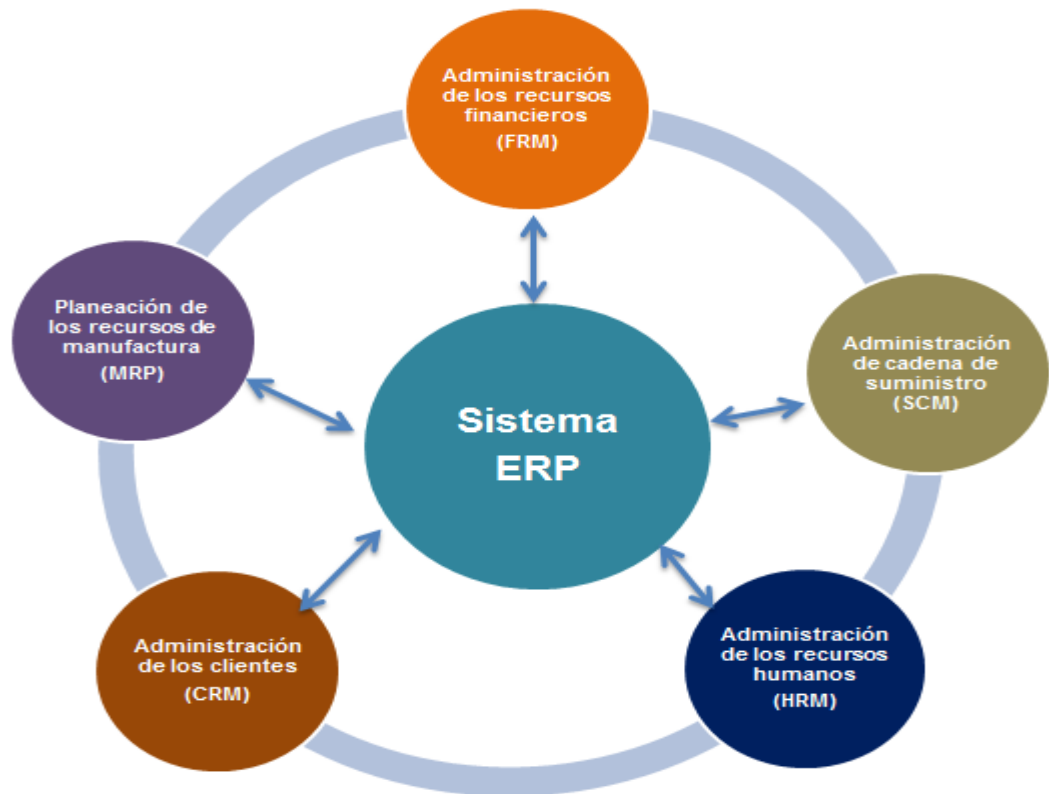 Administración
de los recursos
financieros
(FRM)
Planeación de
los recursos de
manufactura
(MRP)
Administración
de cadena de
suministro
(SCM)
Sistema
ERP
Administración
de los clientes
(CRM)
Administración
de los recursos
humanos
(HRM)